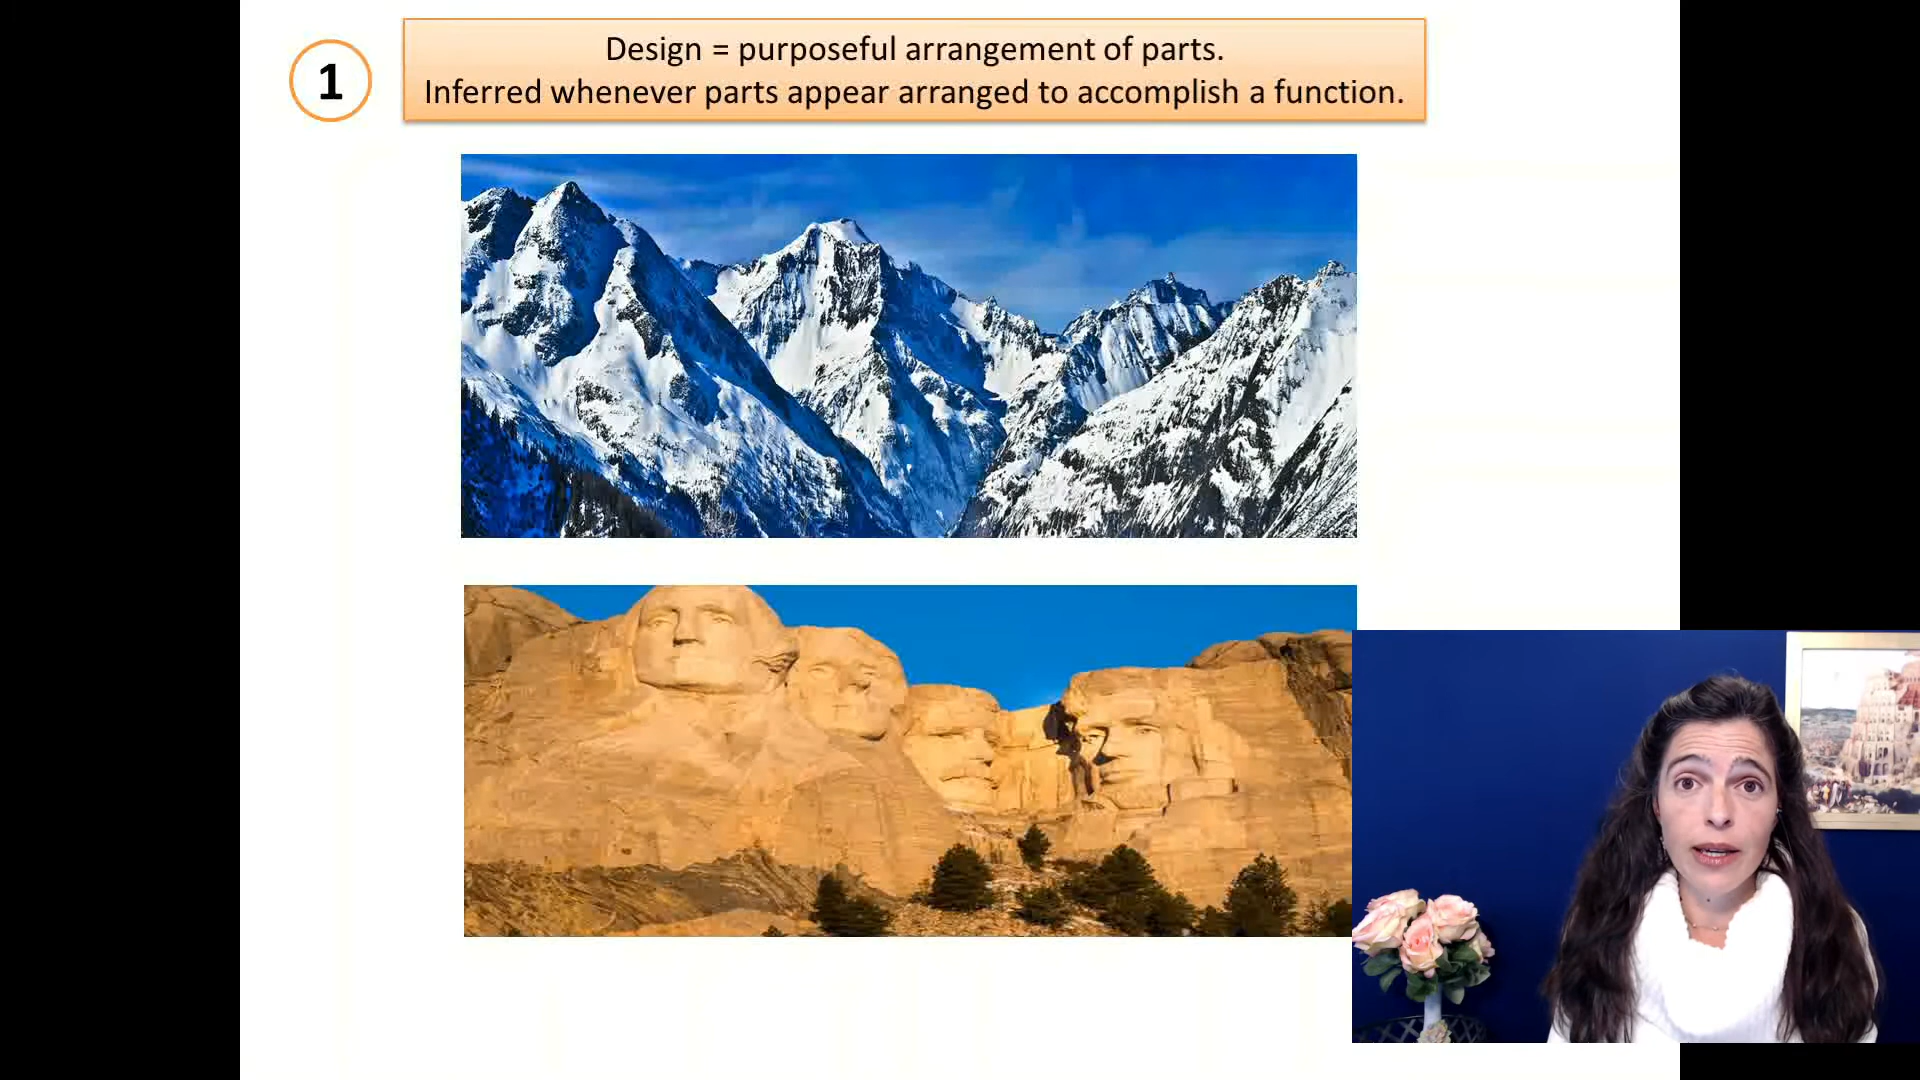 1
Design = purposeful arrangement of parts.
Inferred whenever parts appear arranged to accomplish a function.